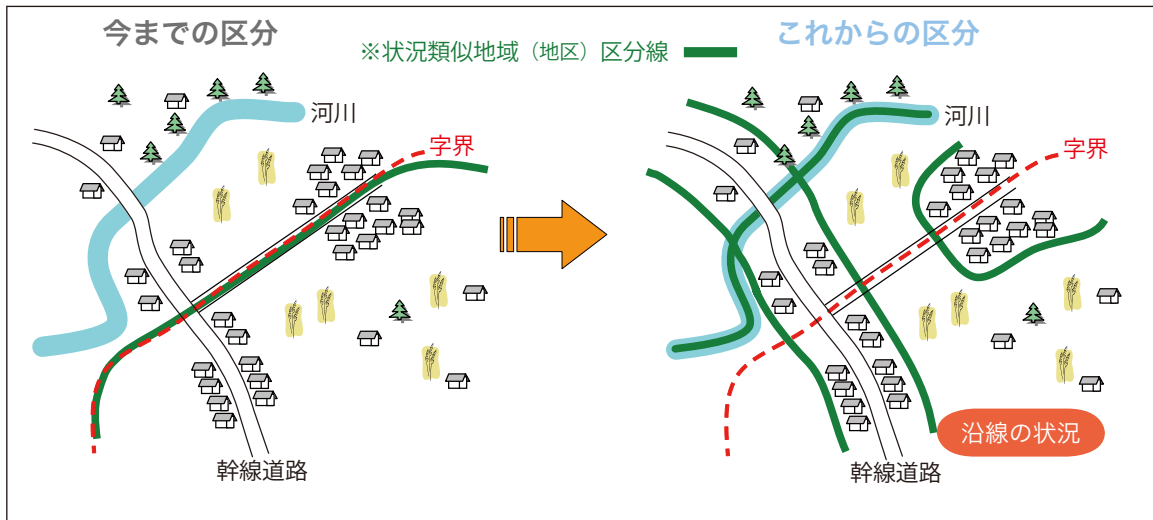 今までの区分
これからの区分
※状況類似地域（地区）区分線
河川
字界
河川
字界
沿線の状況
幹線道路
幹線道路